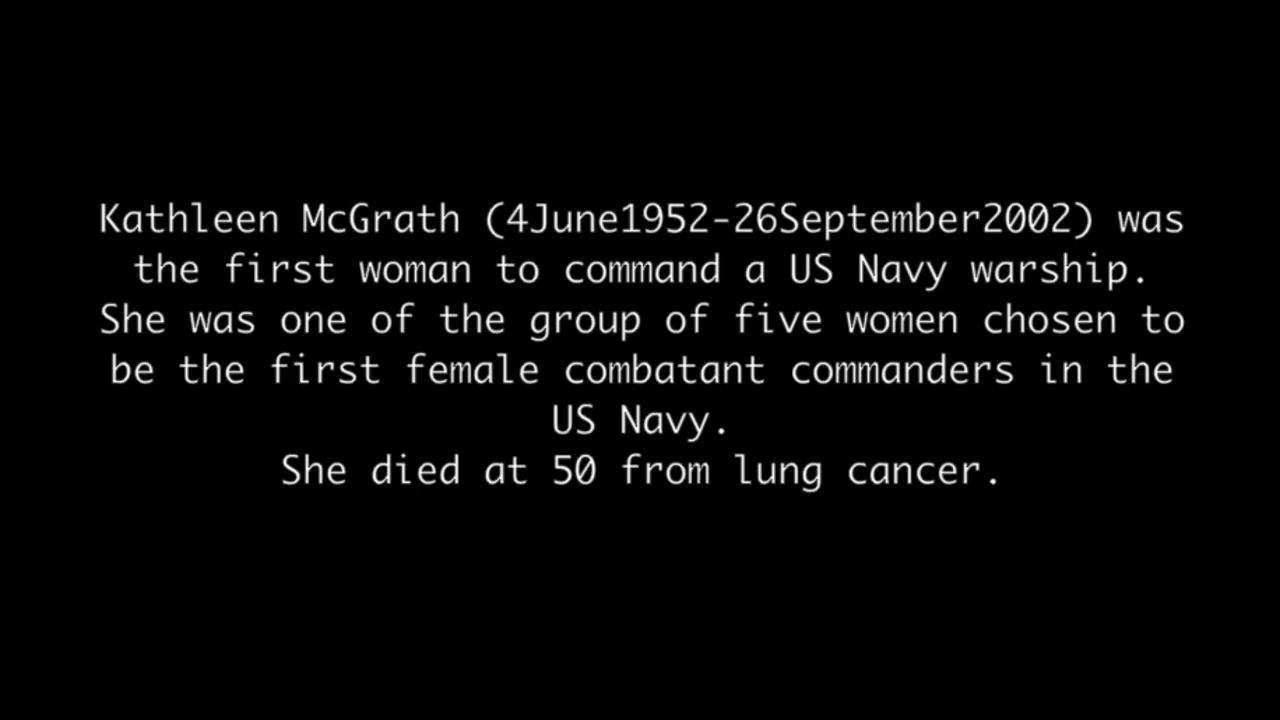 Kathleen McGrath (4June1952-26September2002) was
the first woman to command a US Navy warship.
She was one of the group of five women chosen to
be the first female combatant commanders in the
US Navy.
She died at 50 from lung cancer.